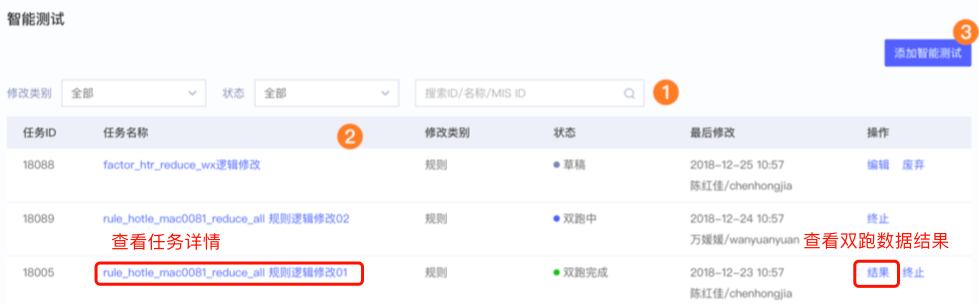 智能测试
3
添加智能测试
修改类别 全部 状态 全部 搜索ID/名称/MIS ID 1
任务ID 任务名称 2 修改类别 状态 最后修改 操作
18088 factor_htr_reduce_wx逻辑修改 规则 草稿 2018-12-25 10:57 编辑 废弃
陈红佳/chenhongjia
18089 rule_hotle_mac0081_reduce_all 规则逻辑修改02 规则 双跑中 2018-12-24 10:57 终止
查看任务详情 万媛媛/wanyuanyuan 查看双跑数据结果
18005 rule_hotle_mac0081_reduce_all 规则逻辑修改01 规则 双跑完成 2018-12-23 10:57 结果 终止
陈红佳/chenhongjia